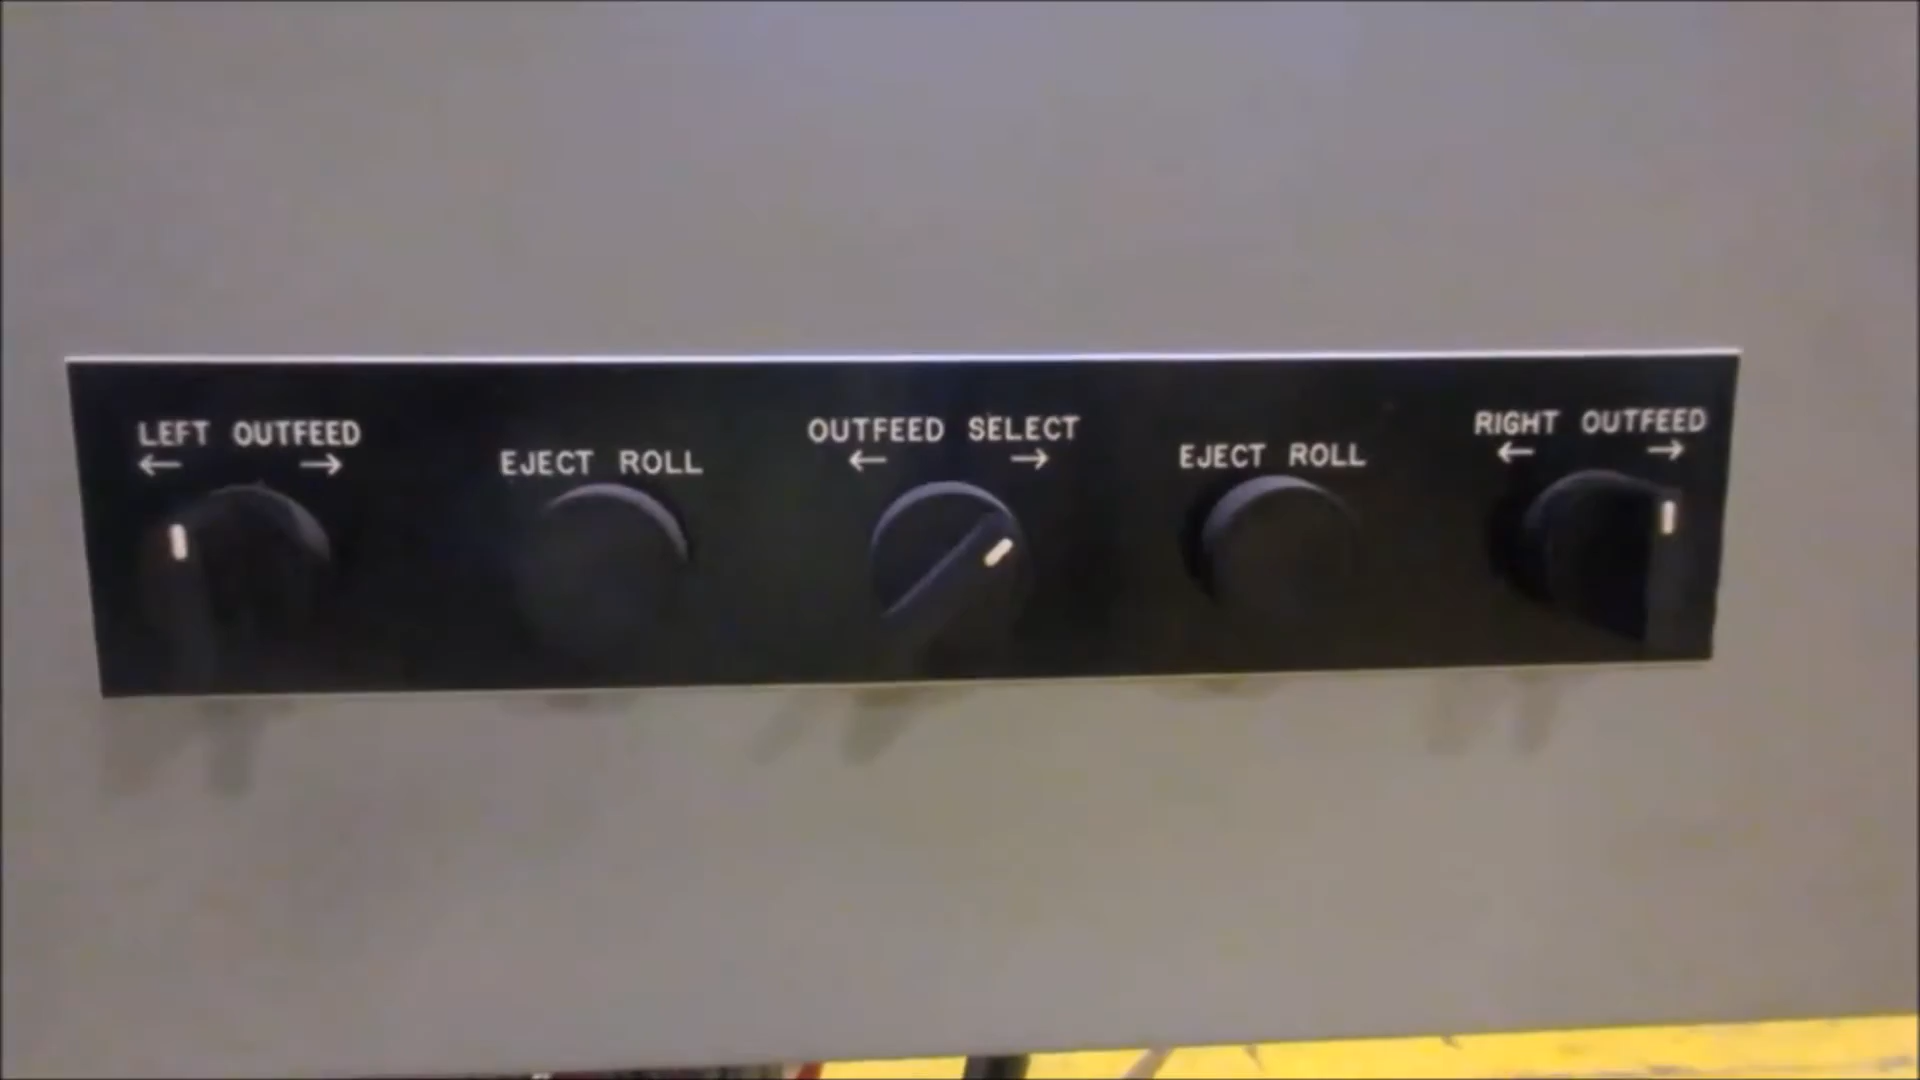 LEFT OUTFEED
← →
EJECT ROLL
OUTFEED SELECT
← →
EJECT ROLL
RIGHT OUTFEED
← →